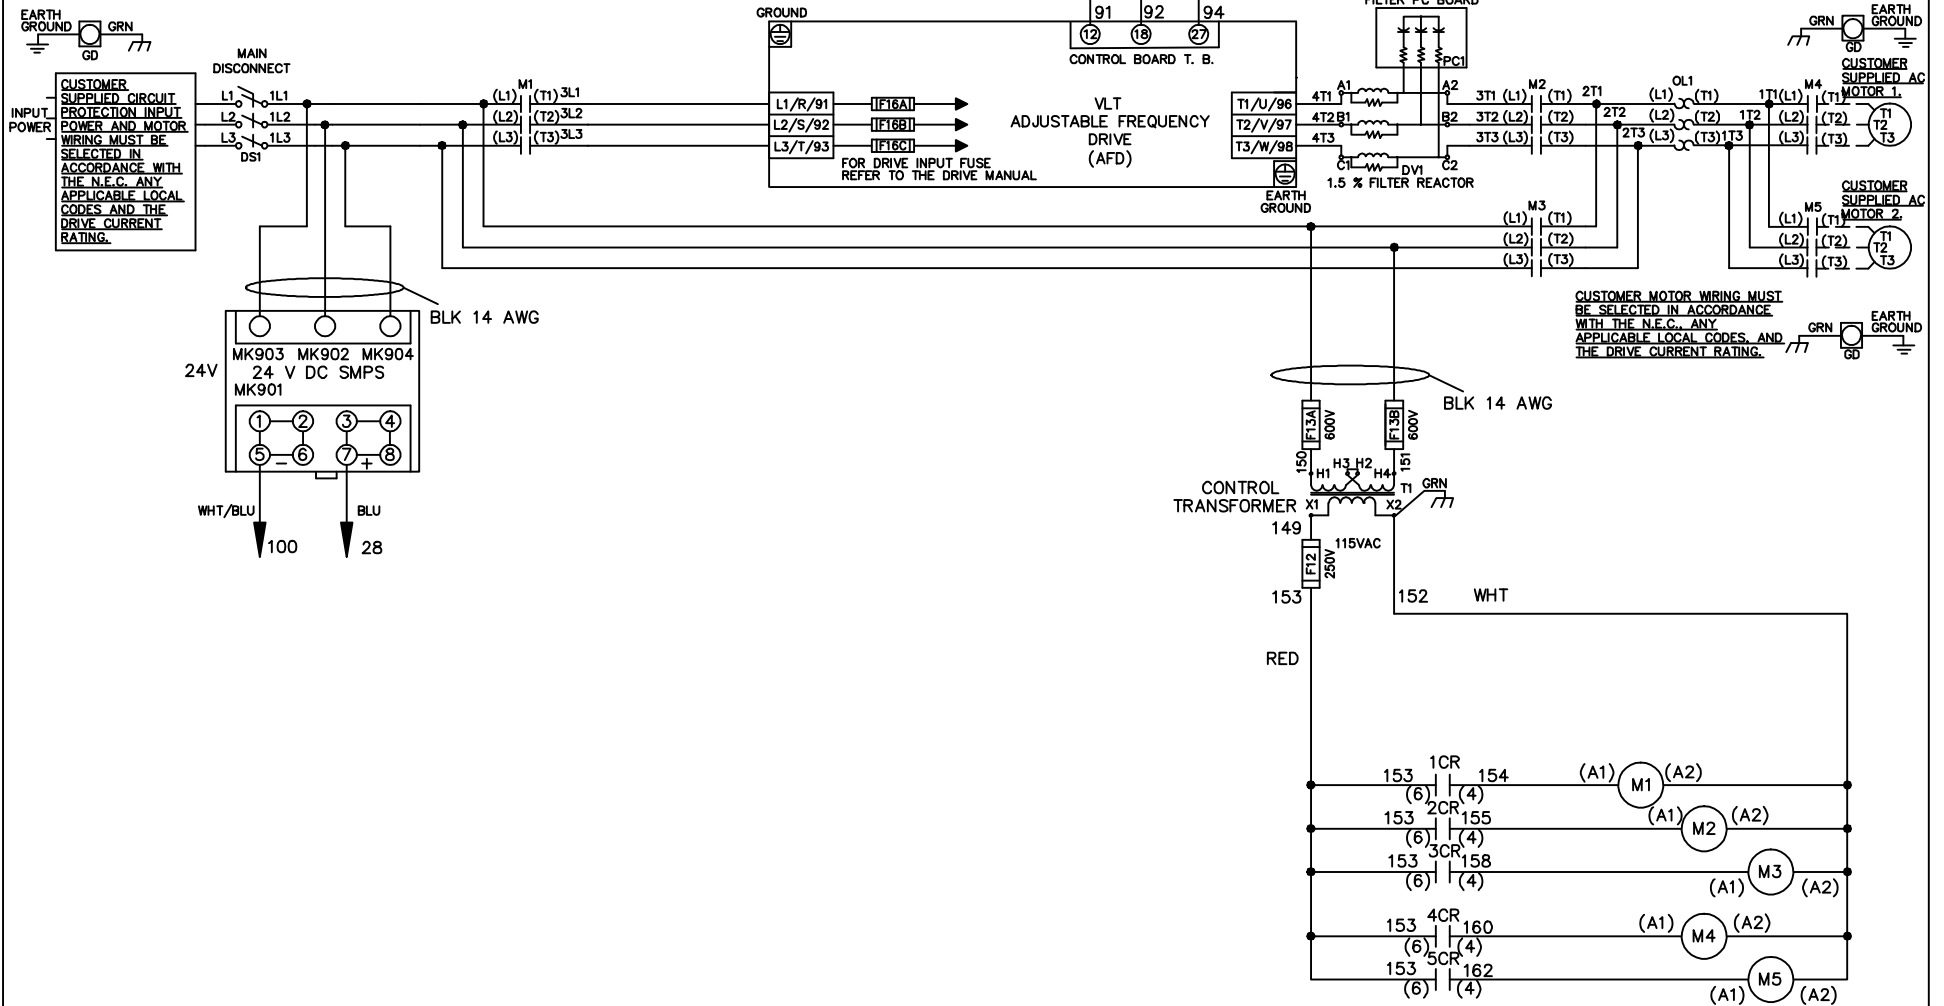 EARTH
GROUND
GRN
GD
MAIN
DISCONNECT
INPUT
POWER
CUSTOMER
SUPPLIED CIRCUIT
PROTECTION INPUT
POWER AND MOTOR
WIRING MUST BE
SELECTED IN
ACCORDANCE WITH
THE N.E.C. ANY
APPLICABLE LOCAL
CODES AND THE
DRIVE CURRENT
RATING.
L1 1L1
L2 1L2
L3 1L3
DS1
M1
(L1) (T1) 3L1
(L2) (T2) 3L2
(L3) (T3) 3L3
GROUND
91 92 94
12 18 27
CONTROL BOARD T. B.
L1/R/91 F16A
L2/S/92 F16B
L3/T/93 F16C
FOR DRIVE INPUT FUSE
REFER TO THE DRIVE MANUAL
VLT
ADJUSTABLE FREQUENCY
DRIVE
(AFD)
T1/U/96
T2/V/97
T3/W/98
EARTH
GROUND
FILTER PC BOARD
PC1
4T1 A1 A2
4T2 B1 B2
4T3 C1 C2
DV1
1.5 % FILTER REACTOR
M2
3T1 (L1) (T1) 2T1
3T2 (L2) (T2) 2T2
3T3 (L3) (T3) 2T3
OL1
(L1) (T1) 1T1
(L2) (T2) 1T2
(L3) (T3) 1T3
M4
(L1) (T1)
(L2) (T2)
(L3) (T3)
GRN
GD
EARTH
GROUND
CUSTOMER
SUPPLIED AC
MOTOR 1.
T1
T2
T3
M3
(L1) (T1)
(L2) (T2)
(L3) (T3)
M5
(L1) (T1)
(L2) (T2)
(L3) (T3)
CUSTOMER
SUPPLIED AC
MOTOR 2.
T1
T2
T3
CUSTOMER MOTOR WIRING MUST
BE SELECTED IN ACCORDANCE
WITH THE N.E.C., ANY
APPLICABLE LOCAL CODES, AND
THE DRIVE CURRENT RATING.
GRN
GD
EARTH
GROUND
BLK 14 AWG
MK903 MK902 MK904
24V
24 V DC SMPS
MK901
1 2 3 4
5 6 7 8
- +
WHT/BLU BLU
100 28
BLK 14 AWG
F13A 600V
F13B 600V
150 151
H1 H3 H2 H4
T1
GRN
CONTROL
TRANSFORMER
X1 X2
149
115VAC
F12 250V
153
152 WHT
RED
1CR
153 154 (A1) M1 (A2)
(6) (4)
2CR
153 155 (A1) M2 (A2)
(6) (4)
3CR
153 158 M3
(6) (4) (A1) (A2)
4CR
153 160 (A1) M4 (A2)
(6) (4)
5CR
153 162 M5
(6) (4) (A1) (A2)